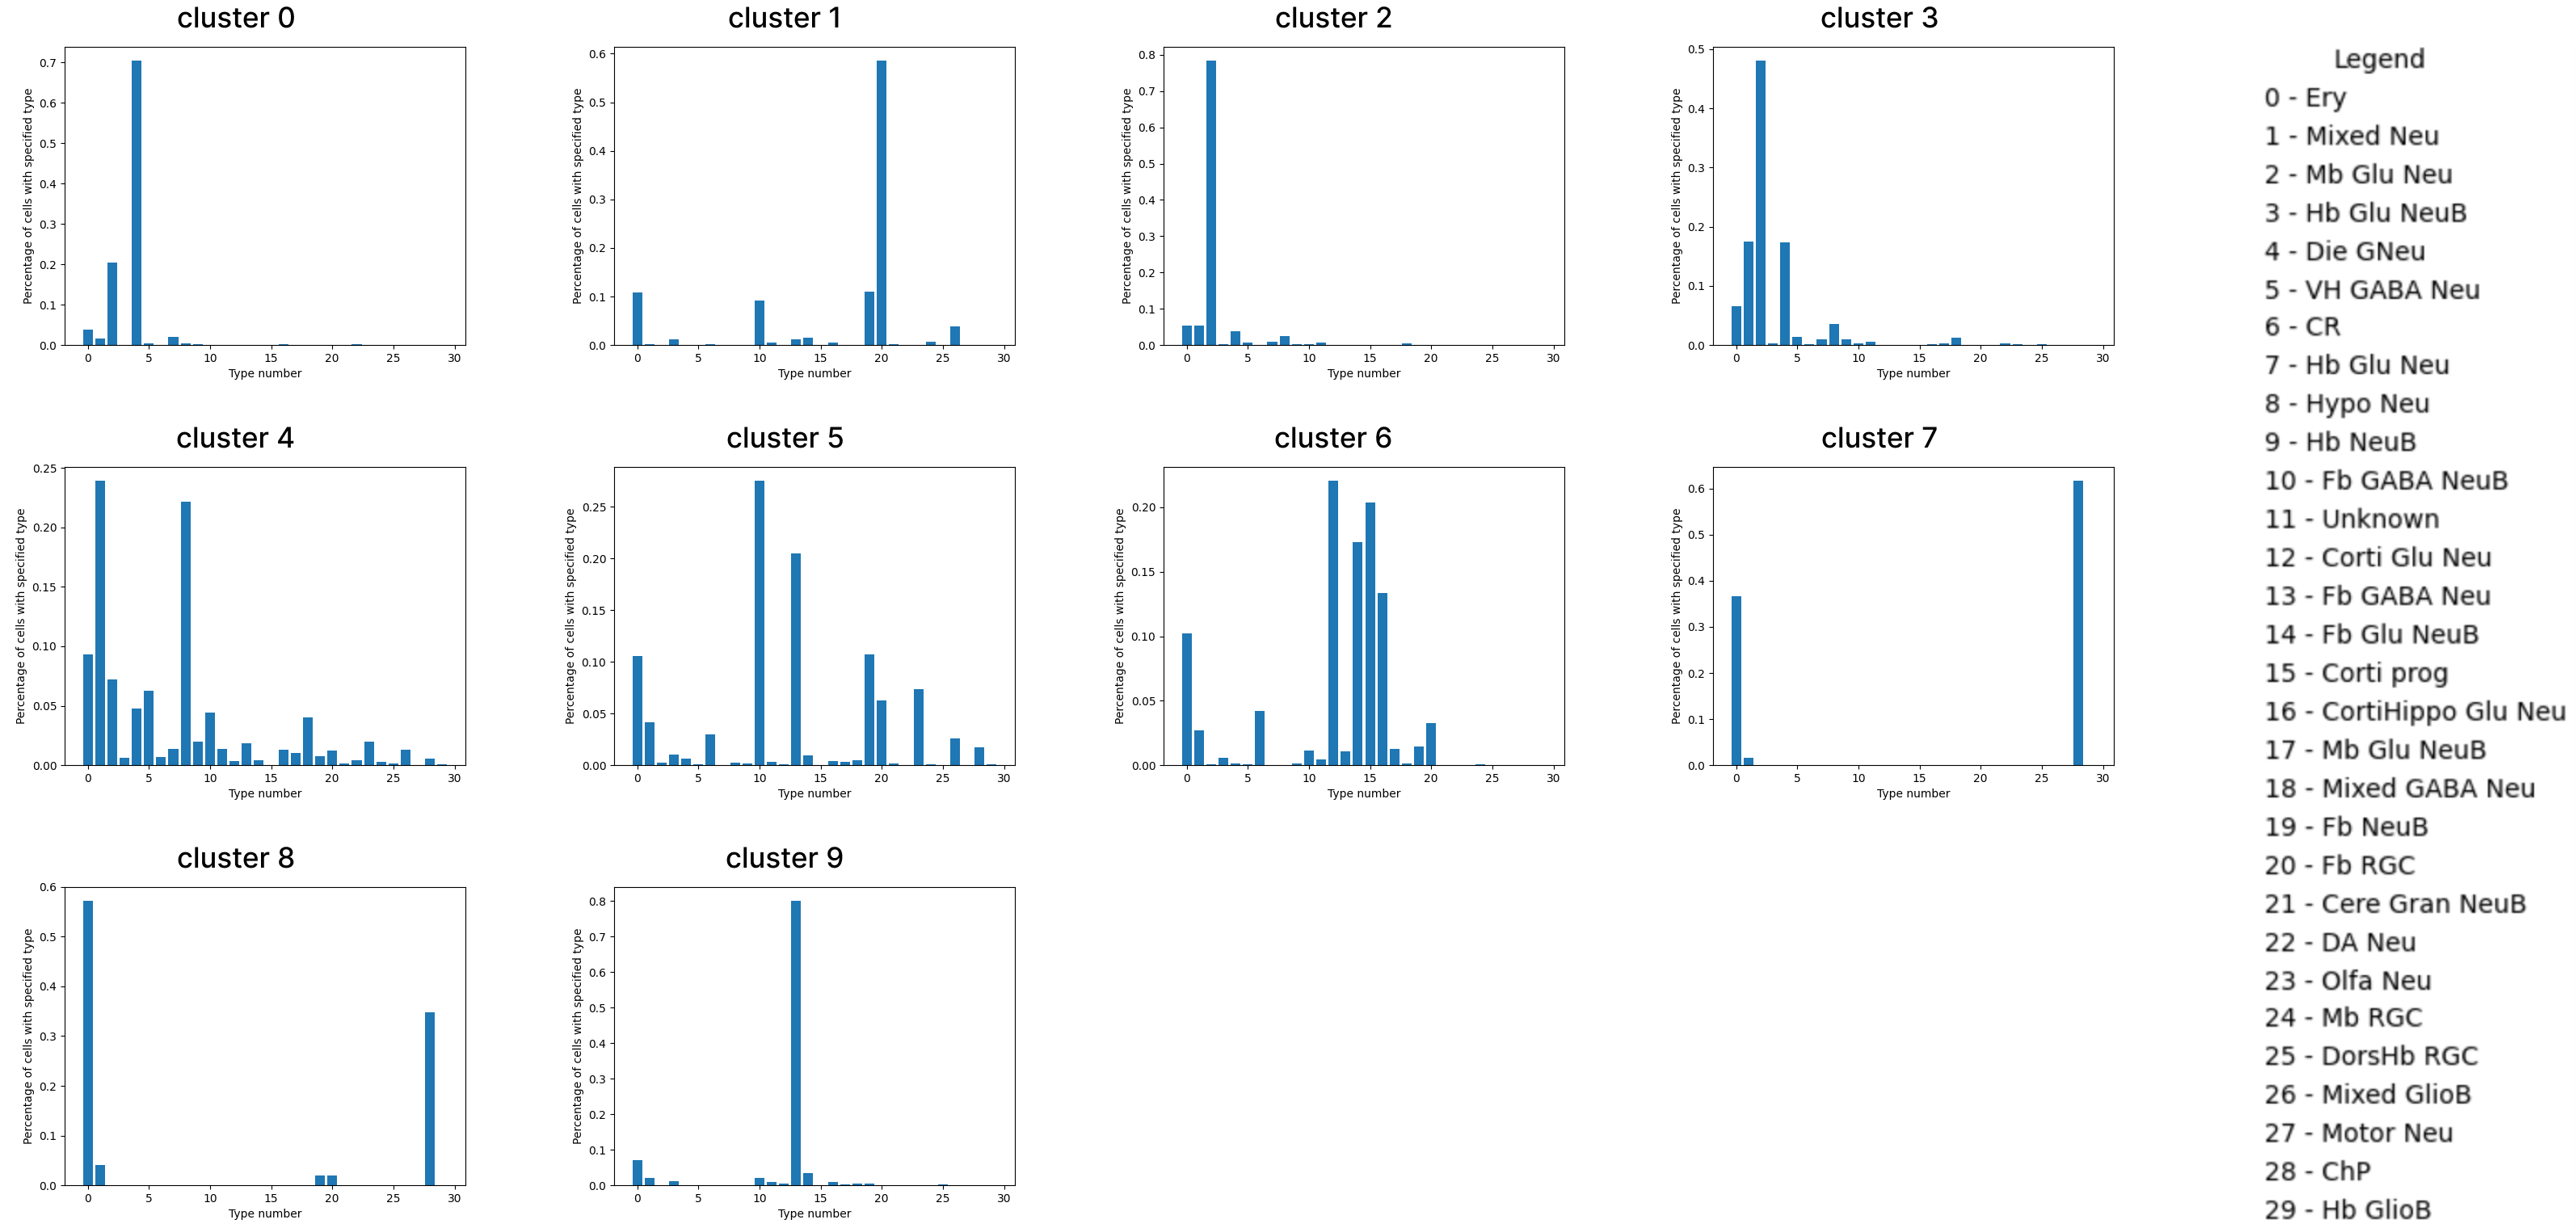 cluster 0
cluster 1
cluster 2
cluster 3
Percentage of cells with specified type
0.7
0.6
0.5
0.4
0.3
0.2
0.1
0.0
0 5 10 15 20 25 30
Type number
Percentage of cells with specified type
0.6
0.5
0.4
0.3
0.2
0.1
0.0
0 5 10 15 20 25 30
Type number
Percentage of cells with specified type
0.8
0.7
0.6
0.5
0.4
0.3
0.2
0.1
0.0
0 5 10 15 20 25 30
Type number
Percentage of cells with specified type
0.5
0.4
0.3
0.2
0.1
0.0
0 5 10 15 20 25 30
Type number
cluster 4
cluster 5
cluster 6
cluster 7
Percentage of cells with specified type
0.25
0.20
0.15
0.10
0.05
0.00
0 5 10 15 20 25 30
Type number
Percentage of cells with specified type
0.25
0.20
0.15
0.10
0.05
0.00
0 5 10 15 20 25 30
Type number
Percentage of cells with specified type
0.20
0.15
0.10
0.05
0.00
0 5 10 15 20 25 30
Type number
Percentage of cells with specified type
0.6
0.5
0.4
0.3
0.2
0.1
0.0
0 5 10 15 20 25 30
Type number
cluster 8
cluster 9
Percentage of cells with specified type
0.6
0.5
0.4
0.3
0.2
0.1
0.0
0 5 10 15 20 25 30
Type number
Percentage of cells with specified type
0.8
0.7
0.6
0.5
0.4
0.3
0.2
0.1
0.0
0 5 10 15 20 25 30
Type number
Legend
0 - Ery
1 - Mixed Neu
2 - Mb Glu Neu
3 - Hb Glu NeuB
4 - Die GNeu
5 - VH GABA Neu
6 - CR
7 - Hb Glu Neu
8 - Hypo Neu
9 - Hb NeuB
10 - Fb GABA NeuB
11 - Unknown
12 - Corti Glu Neu
13 - Fb GABA Neu
14 - Fb Glu NeuB
15 - Corti prog
16 - CortiHippo Glu Neu
17 - Mb Glu NeuB
18 - Mixed GABA Neu
19 - Fb NeuB
20 - Fb RGC
21 - Cere Gran NeuB
22 - DA Neu
23 - Olfa Neu
24 - Mb RGC
25 - DorsHb RGC
26 - Mixed GlioB
27 - Motor Neu
28 - ChP
29 - Hb GlioB